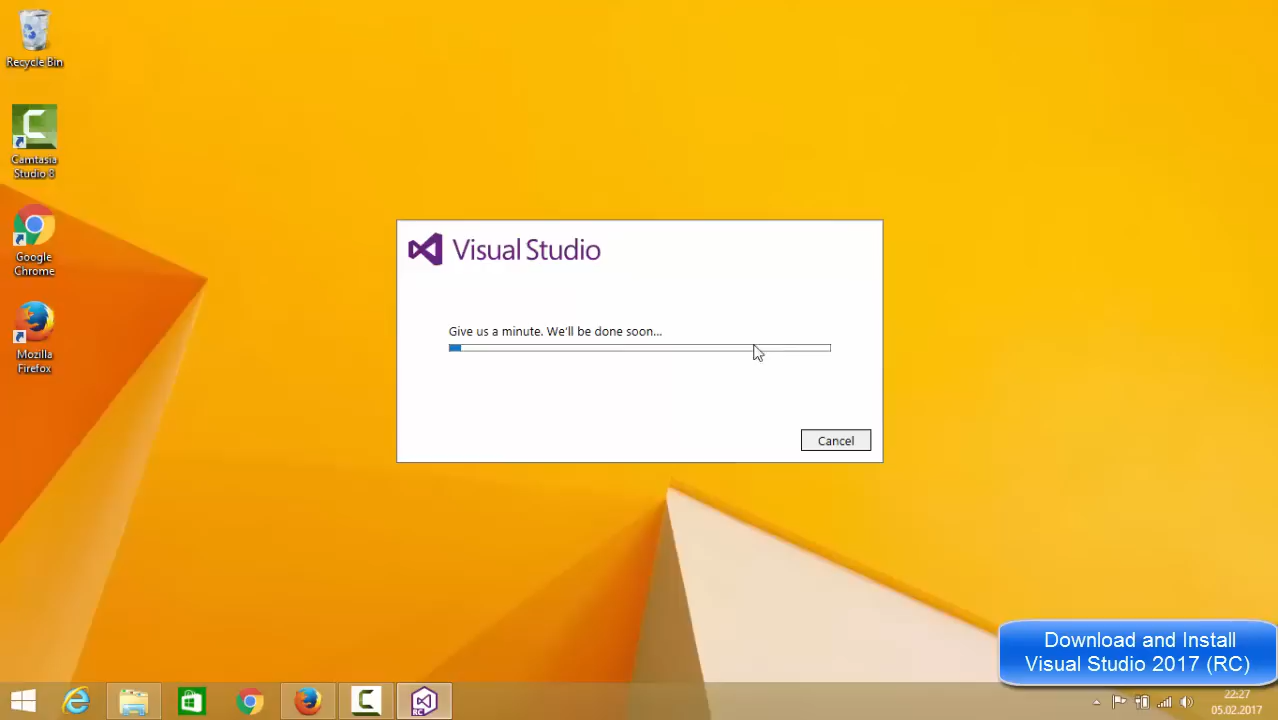 Recycle Bin
Camtasia
Studio 8
Google
Chrome
Mozilla
Firefox
Visual Studio
Give us a minute. We'll be done soon...
Cancel
Download and Install
Visual Studio 2017 (RC)
RC
22:27
05.02.2017